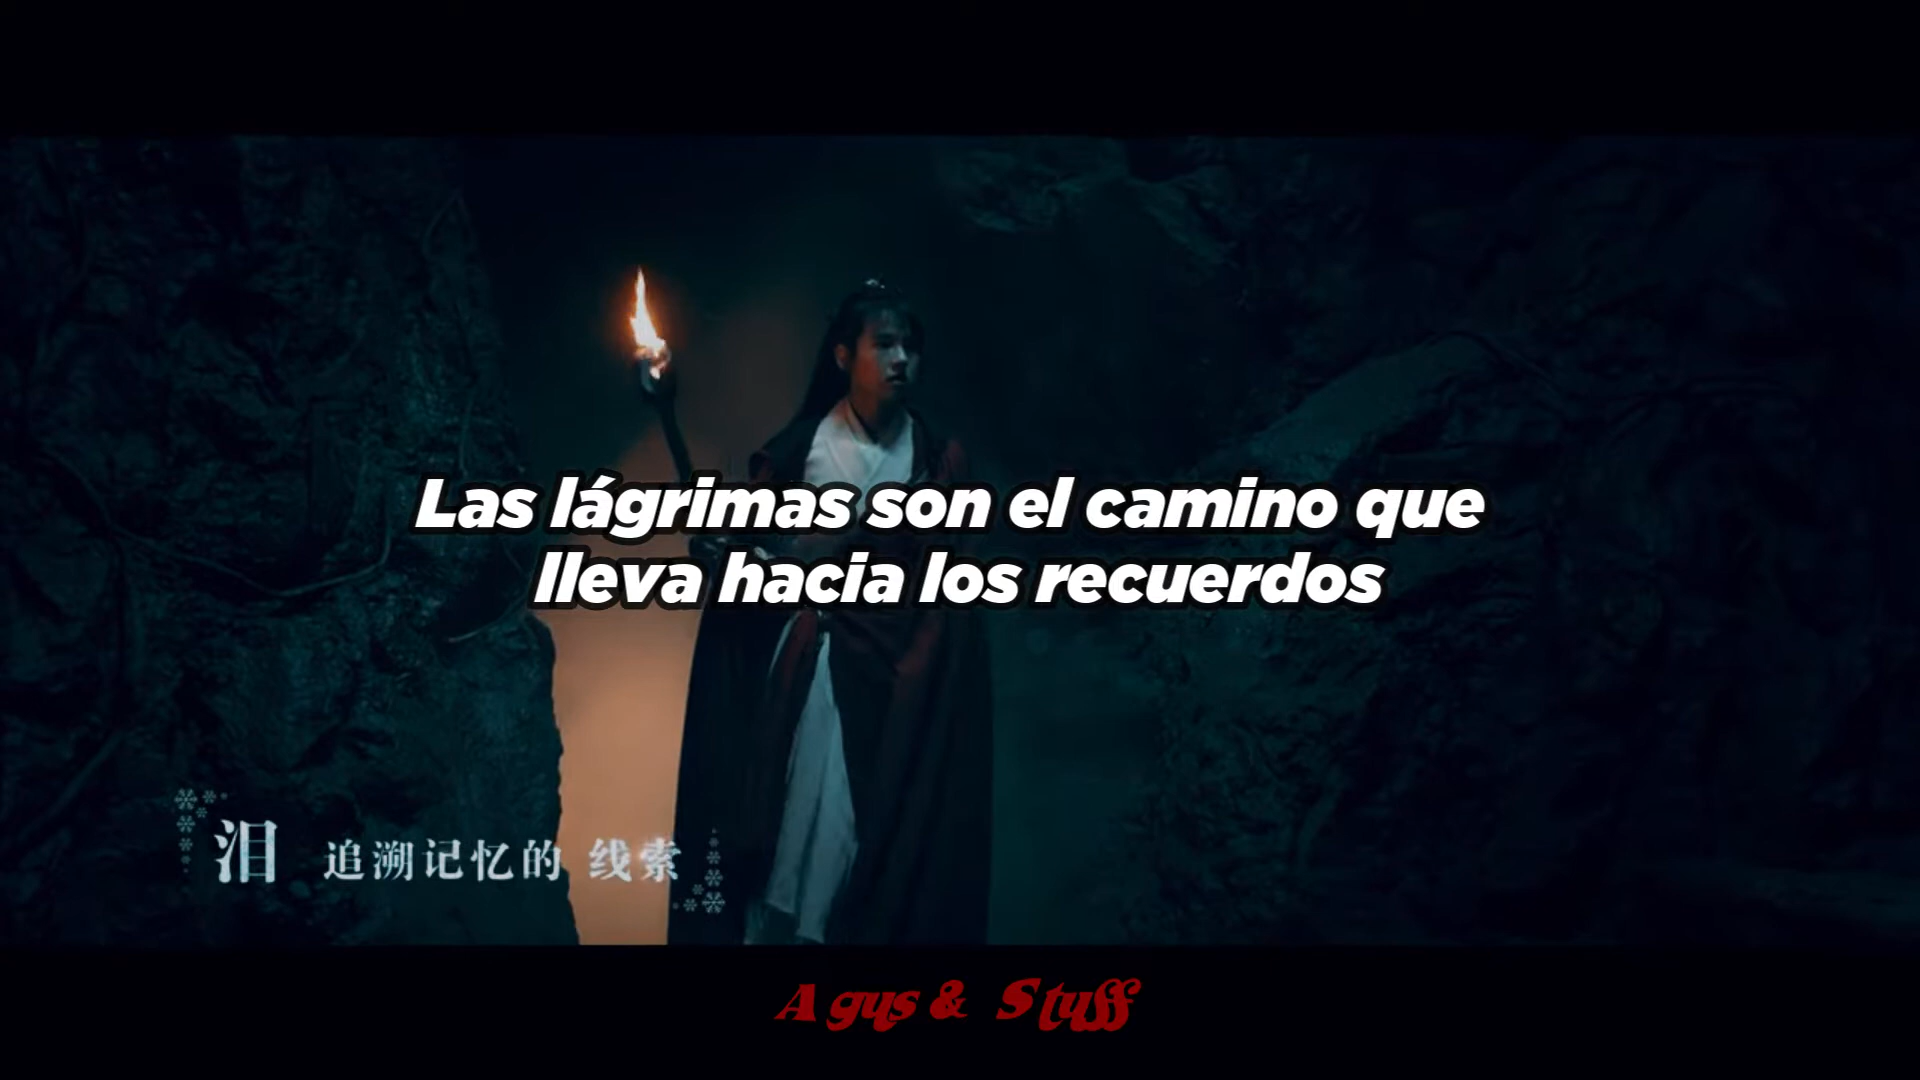 Las lágrimas son el camino que
lleva hacia los recuerdos
泪 追溯记忆的 线索
Agus & Stuff